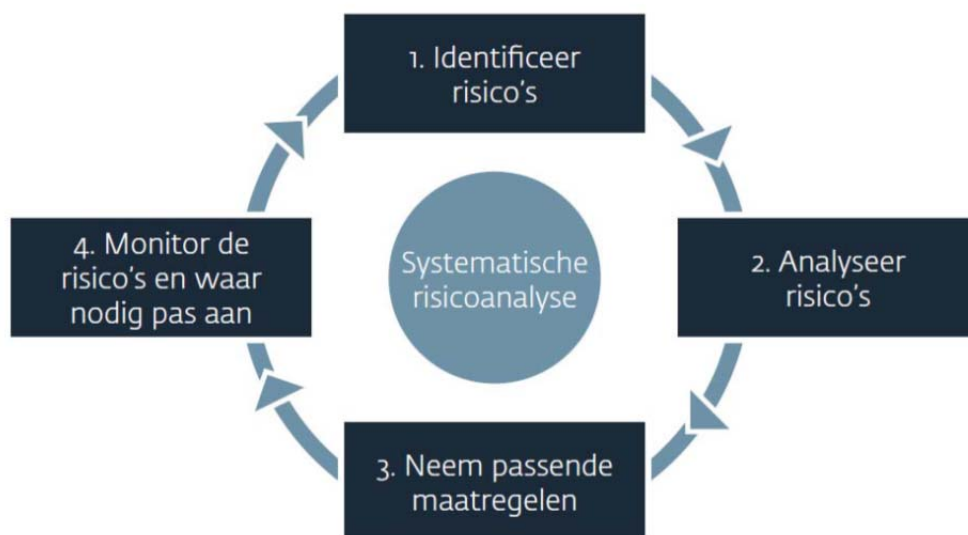 1. Identificeer
risico's
2. Analyseer
risico's
3. Neem passende
maatregelen
4. Monitor de
risico's en waar
nodig pas aan
Systematische
risicoanalyse